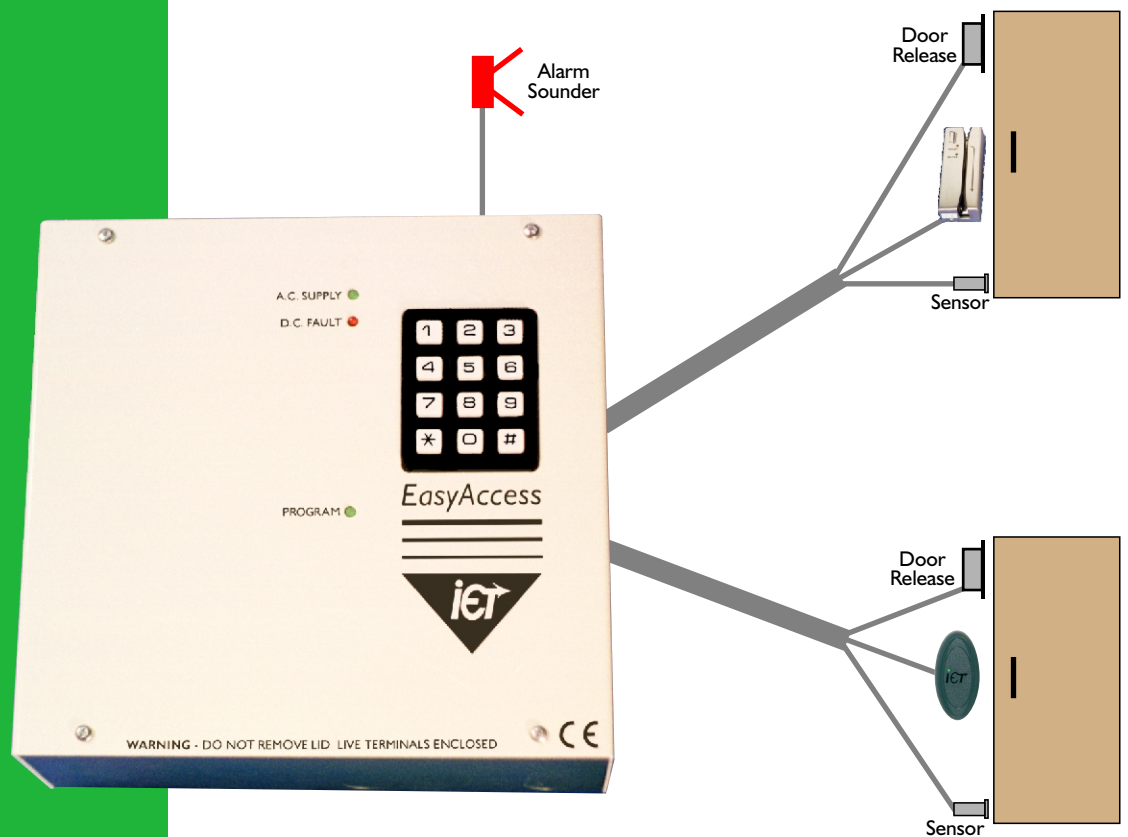 Door
Release
Alarm
Sounder
Sensor
A.C. SUPPLY
D.C. FAULT
1 2 3
4 5 6
7 8 9
* 0 #
EasyAccess
PROGRAM
iET
WARNING - DO NOT REMOVE LID LIVE TERMINALS ENCLOSED
CE
Door
Release
iET
Sensor